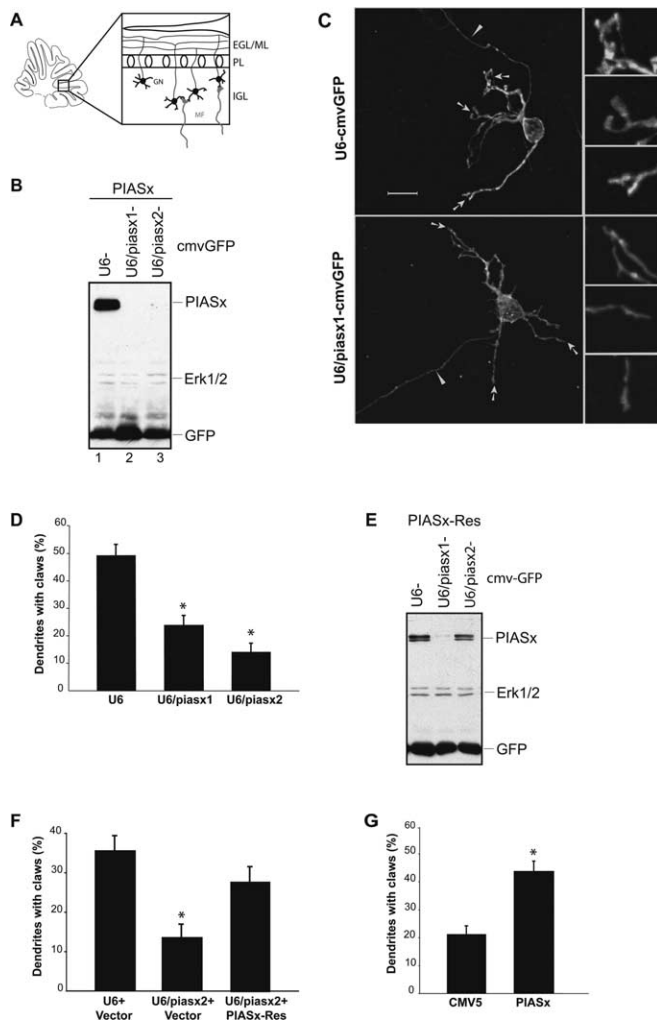 A
EGL/ML
PL
GN
IGL
MF
B
PIASx
U6-
U6/piasx1-
U6/piasx2-
cmvGFP
PIASx
Erk1/2
GFP
1 2 3
C
U6-cmvGFP
U6/piasx1-cmvGFP
D
Dendrites with claws (%)
60
50
40
30
20
10
0
*
*
U6 U6/piasx1 U6/piasx2
E
PIASx-Res
U6-
U6/piasx1-
U6/piasx2-
cmv-GFP
PIASx
Erk1/2
GFP
F
Dendrites with claws (%)
40
30
20
10
0
*
U6+ U6/piasx2+ U6/piasx2+
Vector Vector PIASx-Res
G
Dendrites with claws (%)
60
50
40
30
20
10
0
*
CMV5 PIASx